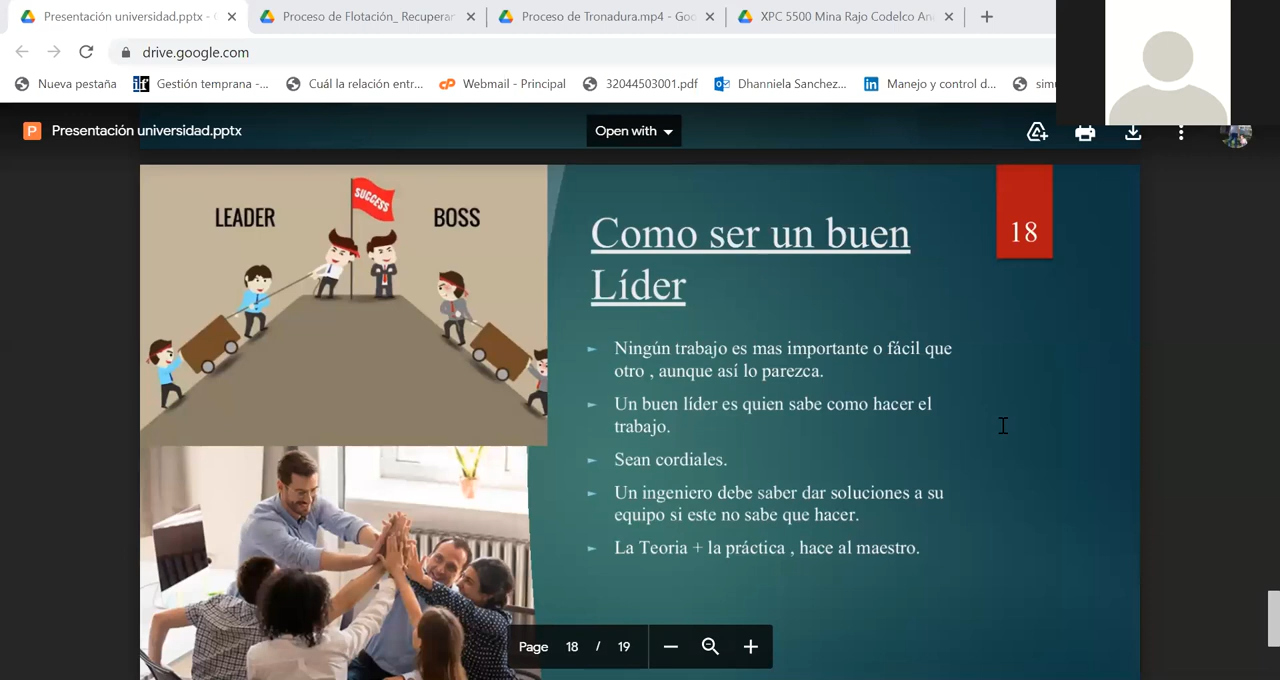 Presentación universidad.pptx - G
Proceso de Flotación_ Recuperar
Proceso de Tronadura.mp4 - Goo
XPC 5500 Mina Rajo Codelco An
drive.google.com
Nueva pestaña
Gestión temprana -...
Cuál la relación entr...
Webmail - Principal
32044503001.pdf
Dhanniela Sanchez...
Manejo y control d...
simu
Presentación universidad.pptx
Open with
LEADER
SUCCESS
BOSS
Como ser un buen
Líder
18
Ningún trabajo es mas importante o fácil que
otro , aunque así lo parezca.
Un buen líder es quien sabe como hacer el
trabajo.
Sean cordiales.
Un ingeniero debe saber dar soluciones a su
equipo si este no sabe que hacer.
La Teoria + la práctica , hace al maestro.
Page 18 / 19